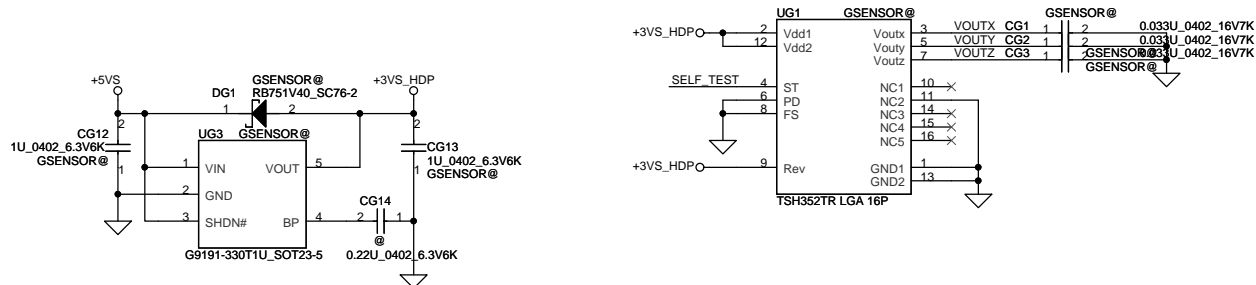 +5VS
GSENSOR@
+3VS_HDP
DG1
RB751V40_SC76-2
1
2
2
2
CG12
1U_0402_6.3V6K
GSENSOR@
1
UG3
GSENSOR@
1
VIN
VOUT
5
2
GND
3
SHDN#
BP
4
G9191-330T1U_SOT23-5
CG13
1U_0402_6.3V6K
GSENSOR@
1
CG14
2
1
@
0.22U_0402_6.3V6K
UG1
GSENSOR@
+3VS_HDP
2
Vdd1
12
Vdd2
SELF_TEST
4
ST
6
PD
8
FS
+3VS_HDP
9
Rev
Voutx
3
VOUTX
CG1
Vouty
5
VOUTY
CG2
Voutz
7
VOUTZ
CG3
GSENSOR@
1
2
0.033U_0402_16V7K
1
2
0.033U_0402_16V7K
1
2
GSENSOR@
0.033U_0402_16V7K
GSENSOR@
NC1
10
NC2
11
NC3
14
NC4
15
NC5
16
GND1
1
GND2
13
TSH352TR LGA 16P